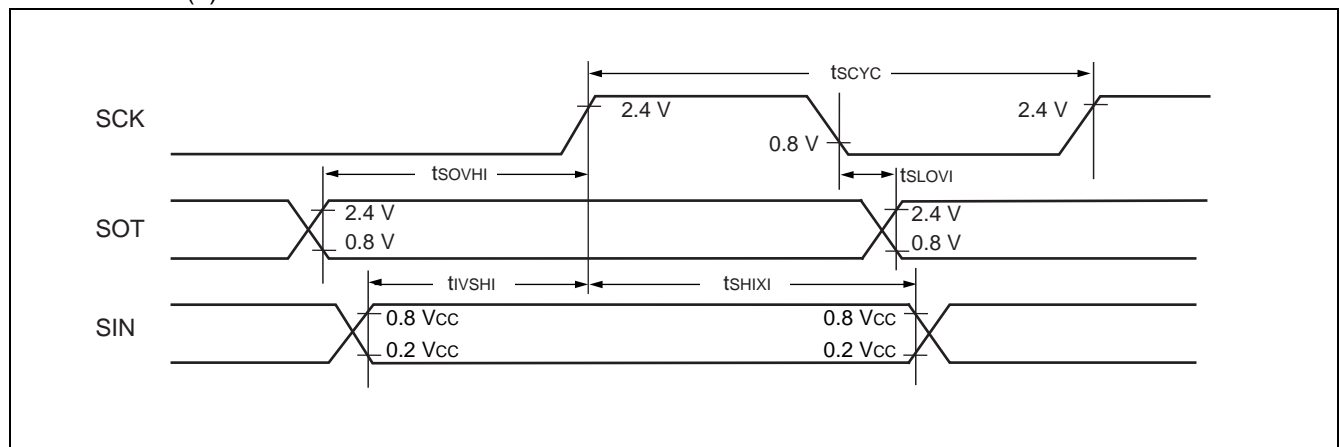 tSCYC
SCK
2.4 V
2.4 V
0.8 V
tSOVHI
tSLOVI
SOT
2.4 V
2.4 V
0.8 V
0.8 V
tIVSHI
tSHIXI
SIN
0.8 VCC
0.8 VCC
0.2 VCC
0.2 VCC